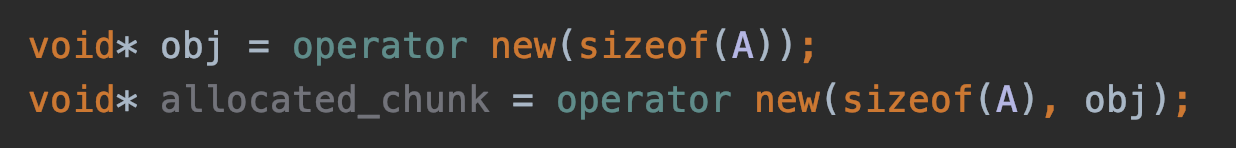 void* obj = operator new(sizeof(A));
void* allocated_chunk = operator new(sizeof(A), obj);